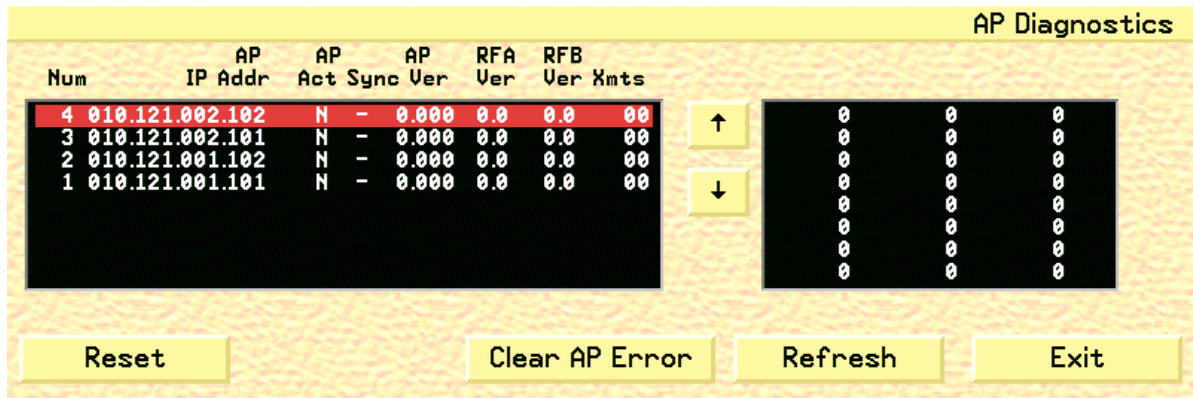 AP Diagnostics
AP AP AP RFA RFB
Num IP Addr Act Sync Ver Ver Ver Xmts
4 010.121.002.102 N - 0.000 0.0 0.0 00
3 010.121.002.101 N - 0.000 0.0 0.0 00
2 010.121.001.102 N - 0.000 0.0 0.0 00
1 010.121.001.101 N - 0.000 0.0 0.0 00
↑
↓
0 0 0
0 0 0
0 0 0
0 0 0
0 0 0
0 0 0
0 0 0
0 0 0
Reset Clear AP Error Refresh Exit